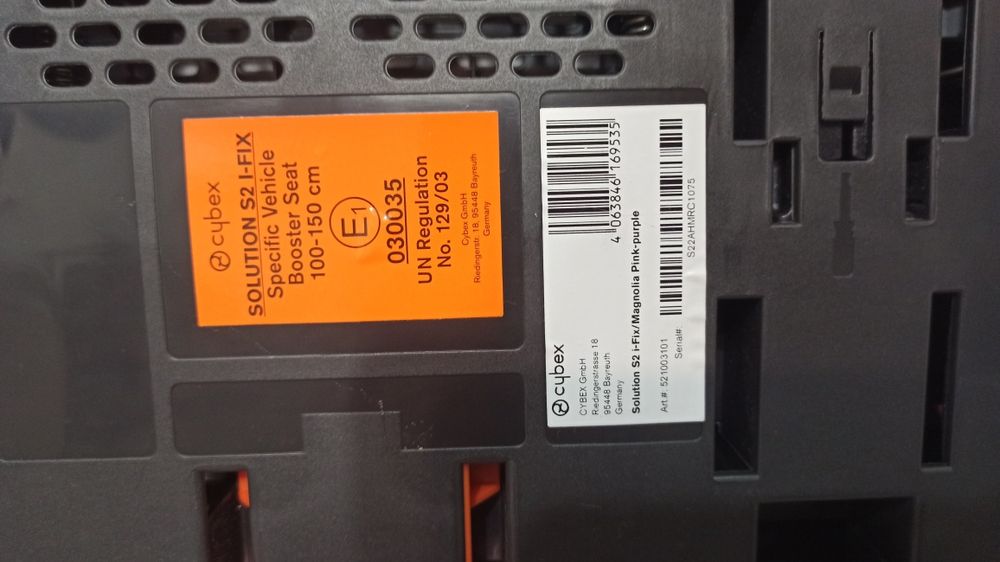 cybex
SOLUTION S2 I-FIX
Specific Vehicle
Booster Seat
100-150 cm
E1
030035
UN Regulation
No. 129/03
Cybex GmbH
Riedingerstr. 18, 95448 Bayreuth
Germany
cybex
CYBEX GmbH
Riedingerstrasse 18
95448 Bayreuth
Germany
4 063846 169535
Solution S2 i-Fix/Magnolia Pink-purple
Art.#. 521003101
Serial#:
S22AHMRC1075